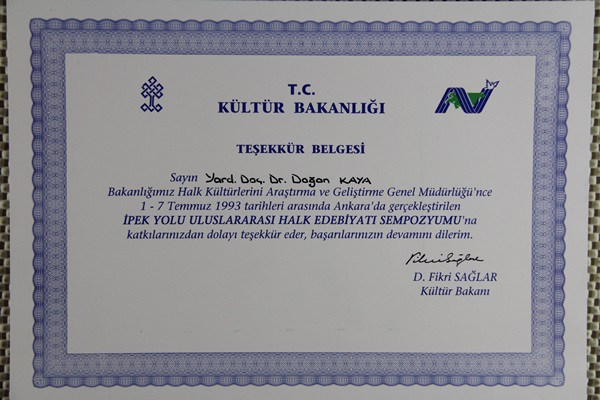 T.C.
KÜLTÜR BAKANLIĞI
TEŞEKKÜR BELGESİ
Sayın Yard. Doç. Dr. Doğan KAYA
Bakanlığımız Halk Kültürlerini Araştırma ve Geliştirme Genel Müdürlüğü'nce
1 - 7 Temmuz 1993 tarihleri arasında Ankara'da gerçekleştirilen
İPEK YOLU ULUSLARARASI HALK EDEBİYATI SEMPOZYUMU'na
katkılarınızdan dolayı teşekkür eder, başarılarınızın devamını dilerim.
D. Fikri SAĞLAR
Kültür Bakanı